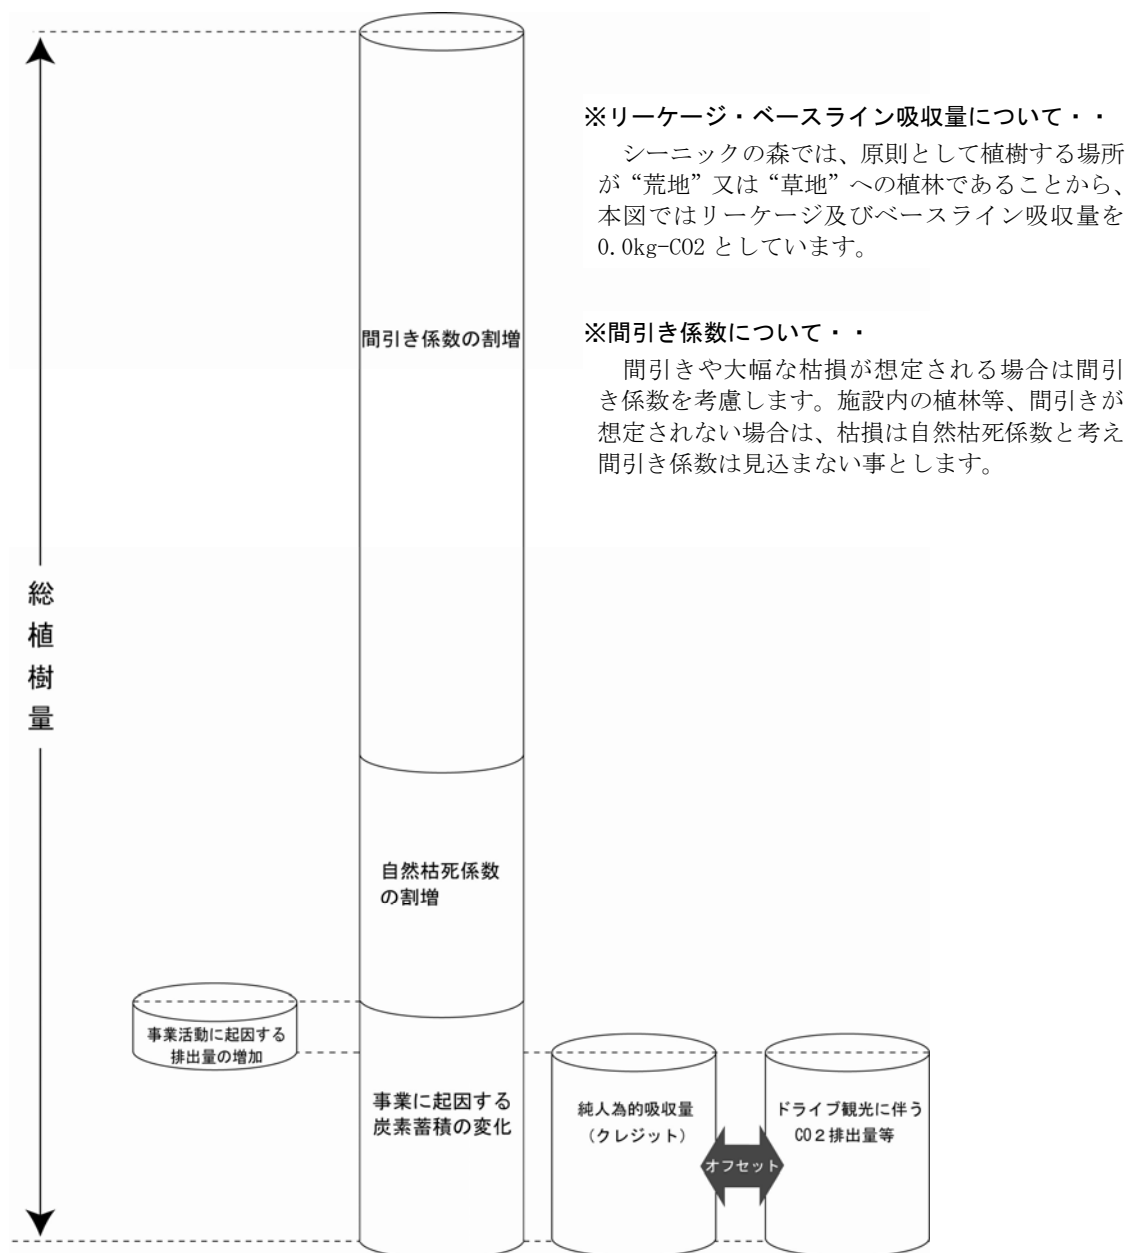 ※リーケージ・ベースライン吸収量について・・
シーニックの森では、原則として植樹する場所
が“荒地”又は“草地”への植林であることから、
本図ではリーケージ及びベースライン吸収量を
0.0kg-CO2 としています。
※間引き係数について・・
間引きや大幅な枯損が想定される場合は間引
き係数を考慮します。施設内の植林等、間引きが
想定されない場合は、枯損は自然枯死係数と考え
間引き係数は見込まない事とします。
間引き係数の割増
総植樹量
自然枯死係数
の割増
事業活動に起因する
排出量の増加
事業に起因する
炭素蓄積の変化
純人為的吸収量
（クレジット）
オフセット
ドライブ観光に伴う
CO2排出量等